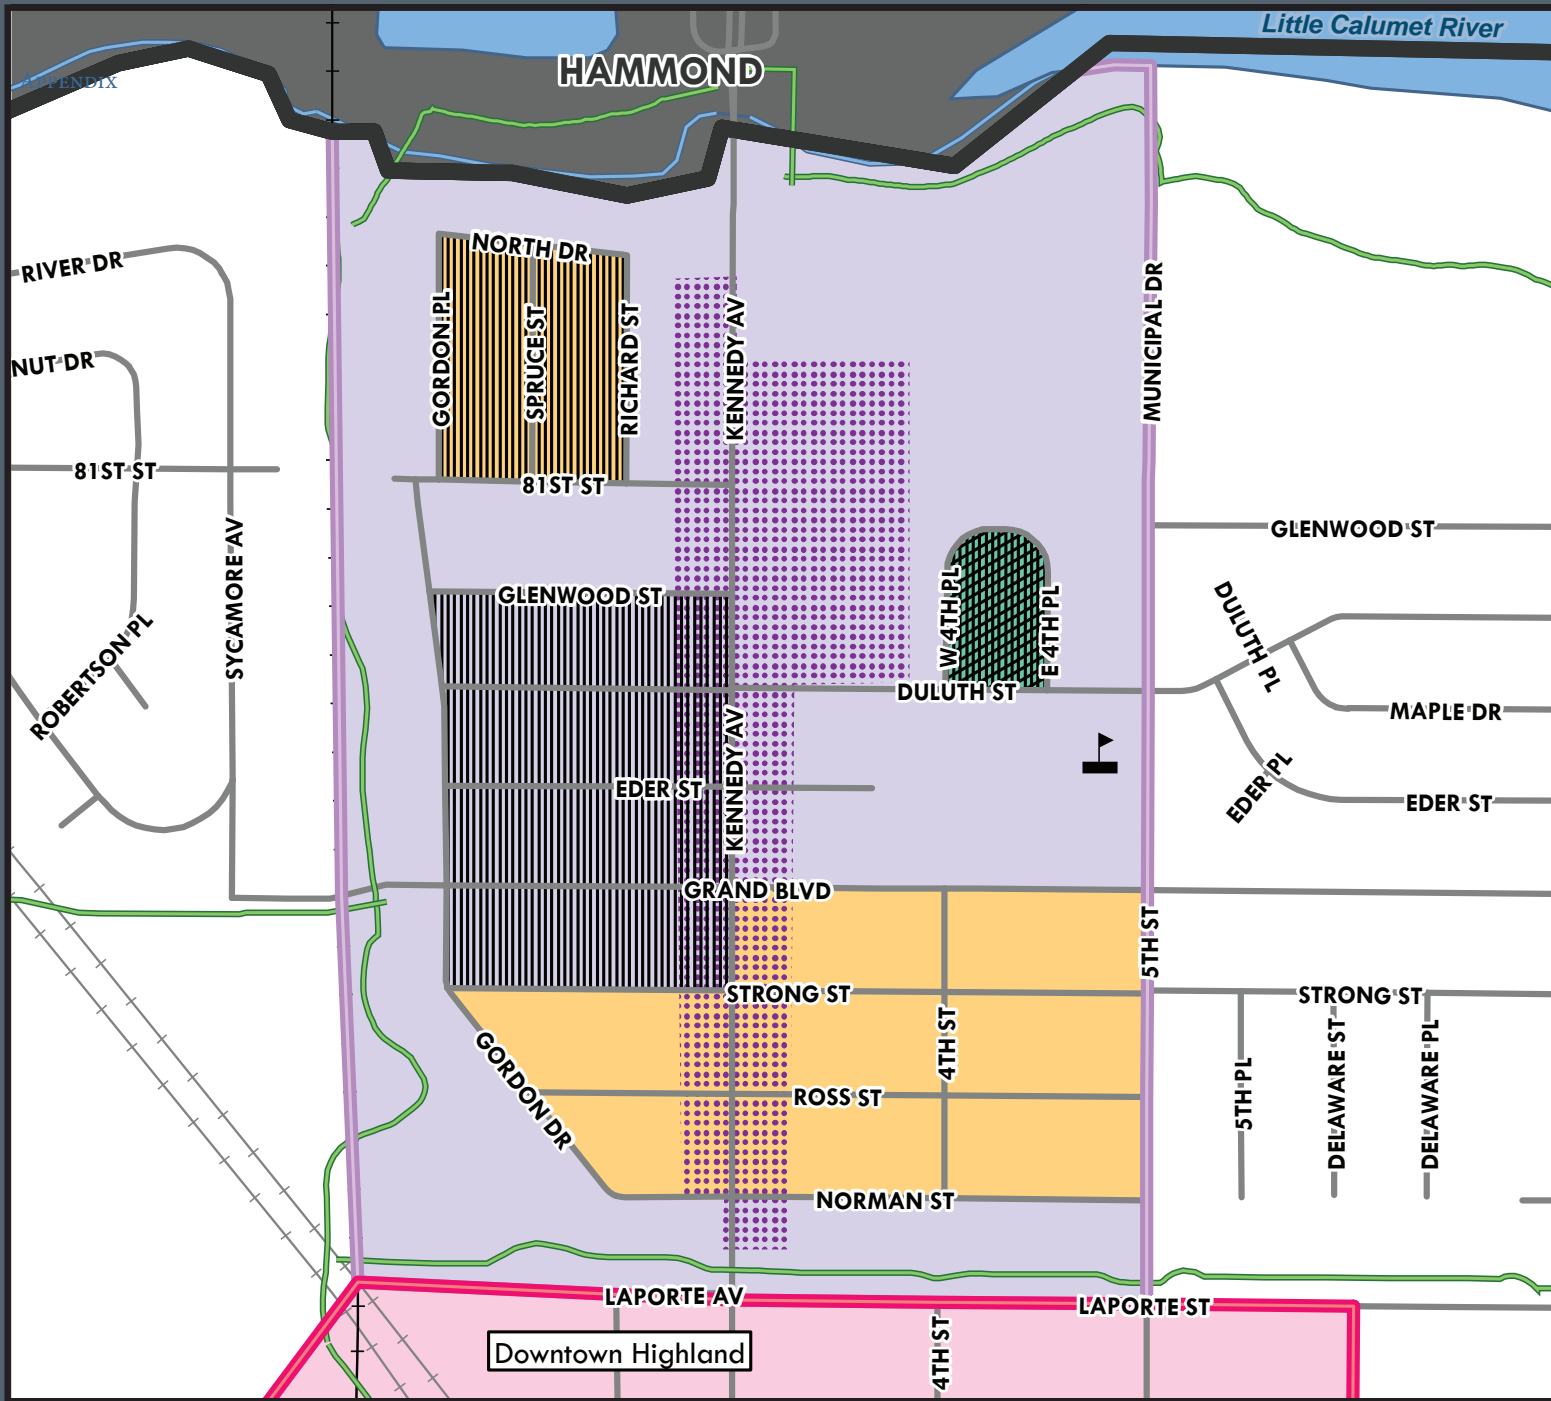 Little Calumet River
HAMMOND
APPENDIX
NORTH DR
RIVER DR
GORDON PL
SPRUCE ST
RICHARD ST
KENNEDY AV
MUNICIPAL DR
NUT DR
81ST ST
81ST ST
SYCAMORE AV
GLENWOOD ST
GLENWOOD ST
W 4TH PL
E 4TH PL
DULUTH PL
ROBERTSON PL
DULUTH ST
MAPLE DR
KENNEDY AV
EDER ST
EDER PL
EDER ST
GRAND BLVD
5TH ST
STRONG ST
STRONG ST
GORDON DR
4TH ST
ROSS ST
5TH PL
DELAWARE ST
DELAWARE PL
NORMAN ST
LAPORTE AV
LAPORTE ST
Downtown Highland
4TH ST